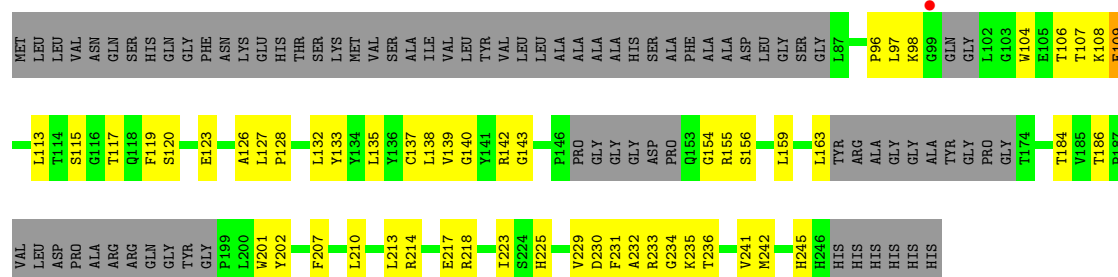 MET LEU LEU VAL ASN GLN SER HIS GLN GLY PHE ASN LYS GLU HIS THR SER LYS MET VAL SER ALA ILE VAL LEU TYR VAL LEU LEU ALA ALA ALA ALA ALA HIS SER ALA PHE ALA ALA ASP LEU GLY SER GLY L87 P96 L97 K98 G99 GLN GLY L102 G103 W104 E105 T106 T107 K108
L113 T114 S115 G116 T117 Q118 F119 S120 E123 A126 L127 P128 L132 Y133 Y134 L135 Y136 C137 L138 V139 G140 Y141 R142 G143 P146 PRO GLY GLY GLY ASP PRO Q153 G154 R155 S156 L159 L163 TYR ARG ALA GLY GLY ALA TYR GLY PRO GLY T174 T184 V185 T186
VAL LEU ASP PRO ALA ARG ARG GLN GLY TYR GLY P199 L200 W201 Y202 F207 L210 L213 R214 E217 R218 I223 S224 H225 V229 D230 F231 A232 R233 G234 K235 T236 V241 M242 H245 H246 HIS HIS HIS HIS HIS HIS